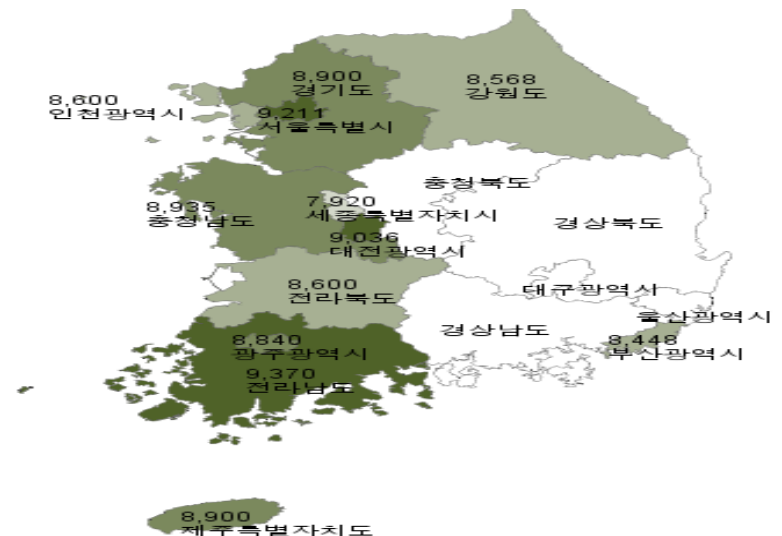 8,900
경기도
8,568
강원도
8,600
인천광역시
9,211
서울특별시
충청북도
8,935
충청남도
7,920
세종특별자치시
경상북도
9,036
대전광역시
8,600
전라북도
대구광역시
울산광역시
경상남도
8,840
광주광역시
8,448
부산광역시
9,370
전라남도
8,900
제주특별자치도